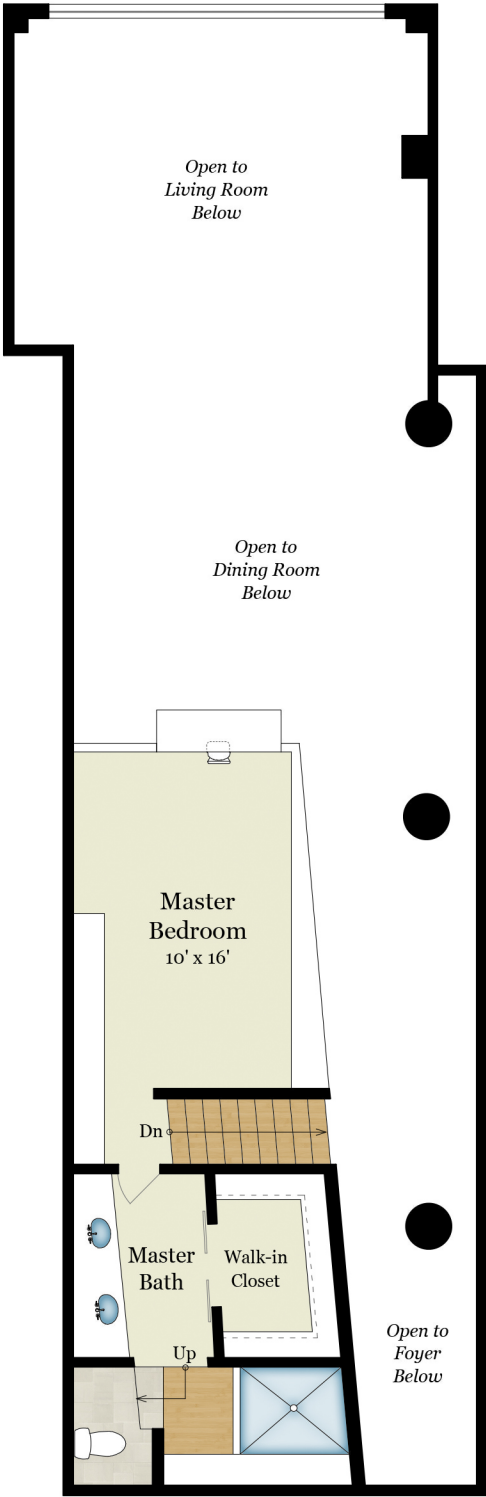 Open to
Living Room
Below
Open to
Dining Room
Below
Master
Bedroom
10' x 16'
Dn
Master
Bath
Walk-in
Closet
Up
Open to
Foyer
Below